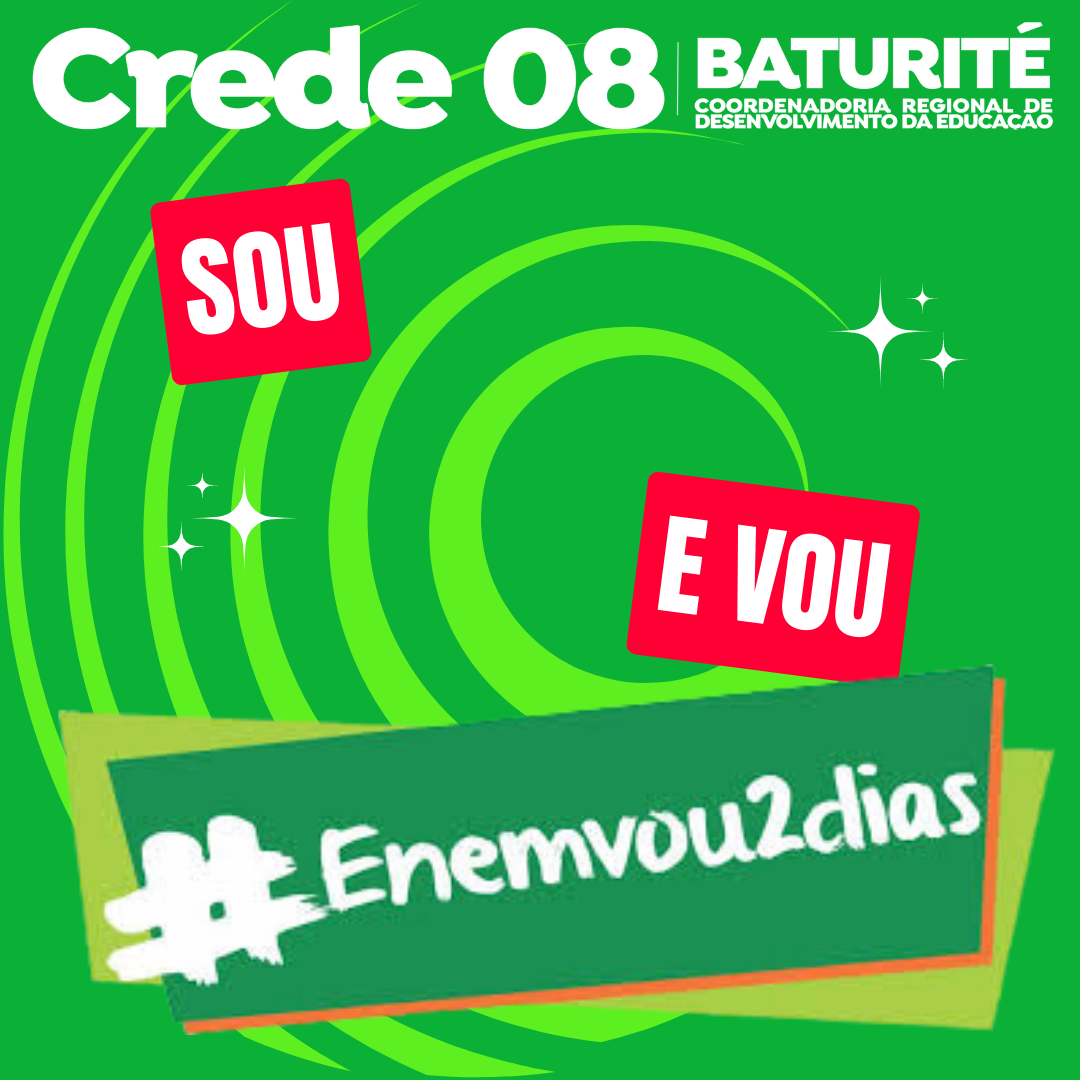 Crede 08
BATURITÉ
COORDENADORIA REGIONAL DE
DESENVOLVIMENTO DA EDUCAÇÃO
SOU
E VOU
#Enemvou2dias